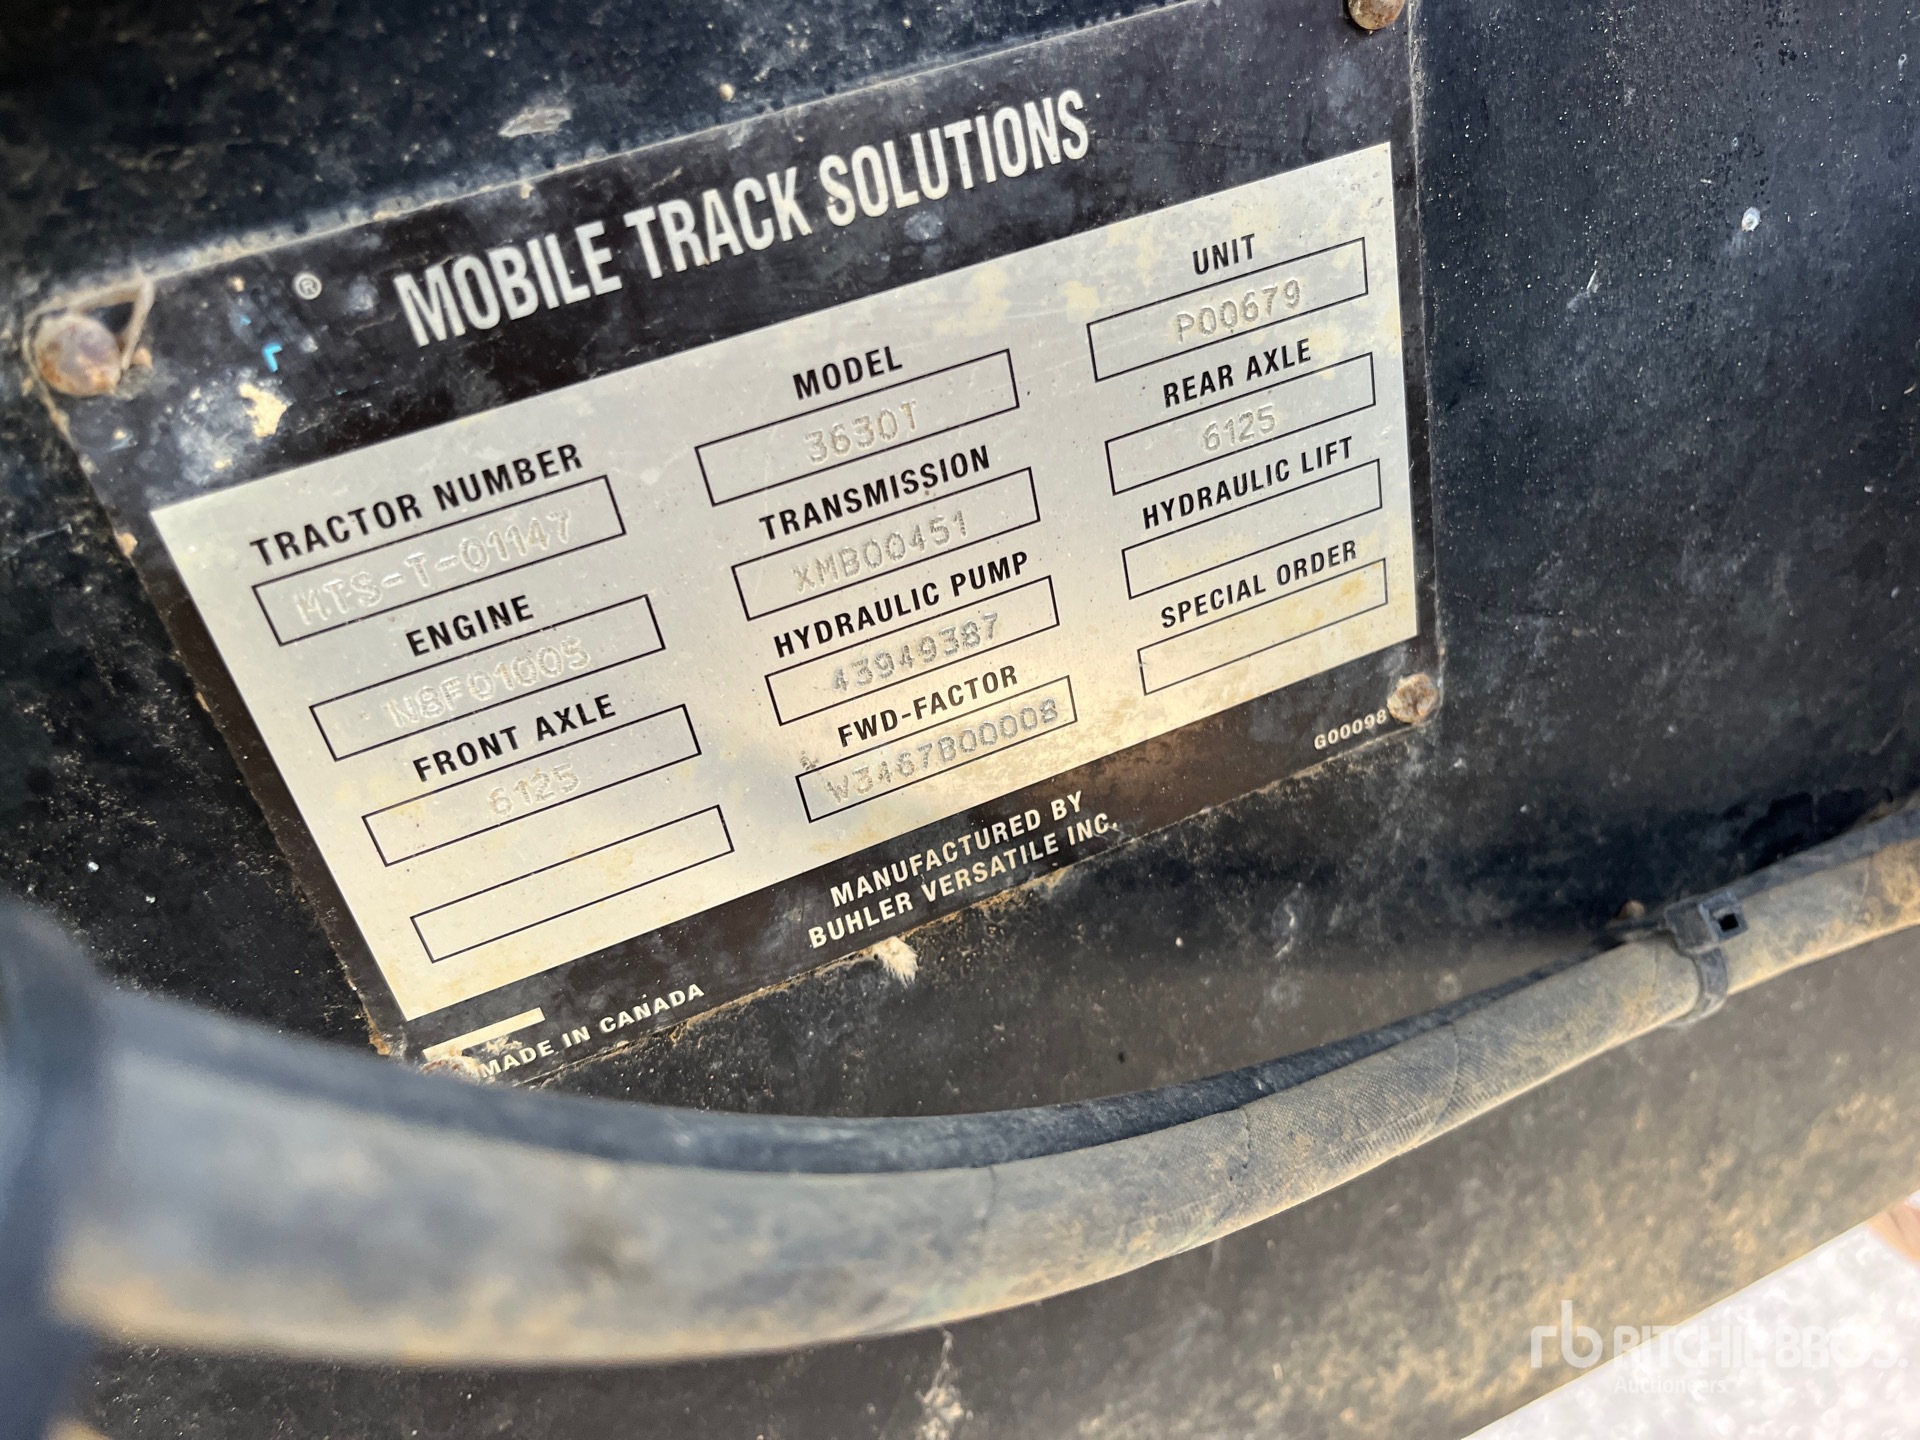 ®
MOBILE TRACK SOLUTIONS
TRACTOR NUMBER
MTS-T-01147
ENGINE
N8F01005
FRONT AXLE
6125
MODEL
3630T
TRANSMISSION
XMB00451
HYDRAULIC PUMP
43949387
FWD-FACTOR
W3467B00008
UNIT
P00679
REAR AXLE
6125
HYDRAULIC LIFT
SPECIAL ORDER
G000098
MANUFACTURED BY
BUHLER VERSATILE INC.
MADE IN CANADA
rb RITCHIE BROS.
Auctioneers